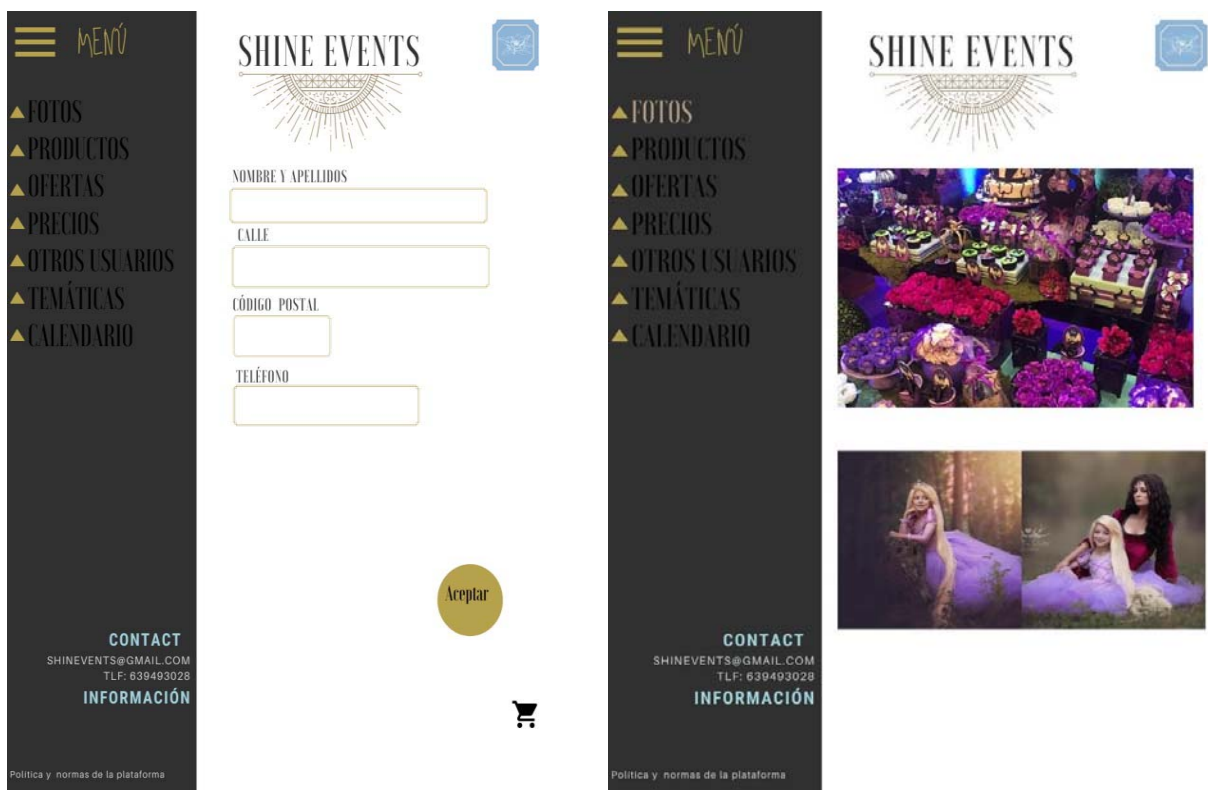 MENÚ
SHINE EVENTS
FOTOS
PRODUCTOS
OFERTAS
PRECIOS
OTROS USUARIOS
TEMÁTICAS
CALENDARIO
NOMBRE Y APELLIDOS
CALLE
CÓDIGO POSTAL
TELÉFONO
Aceptar
CONTACT
SHINEVENTS@GMAIL.COM
TLF: 639493028
INFORMACIÓN
Política y normas de la plataforma
MENÚ
SHINE EVENTS
FOTOS
PRODUCTOS
OFERTAS
PRECIOS
OTROS USUARIOS
TEMÁTICAS
CALENDARIO
CONTACT
SHINEVENTS@GMAIL.COM
TLF: 639493028
INFORMACIÓN
Política y normas de la plataforma